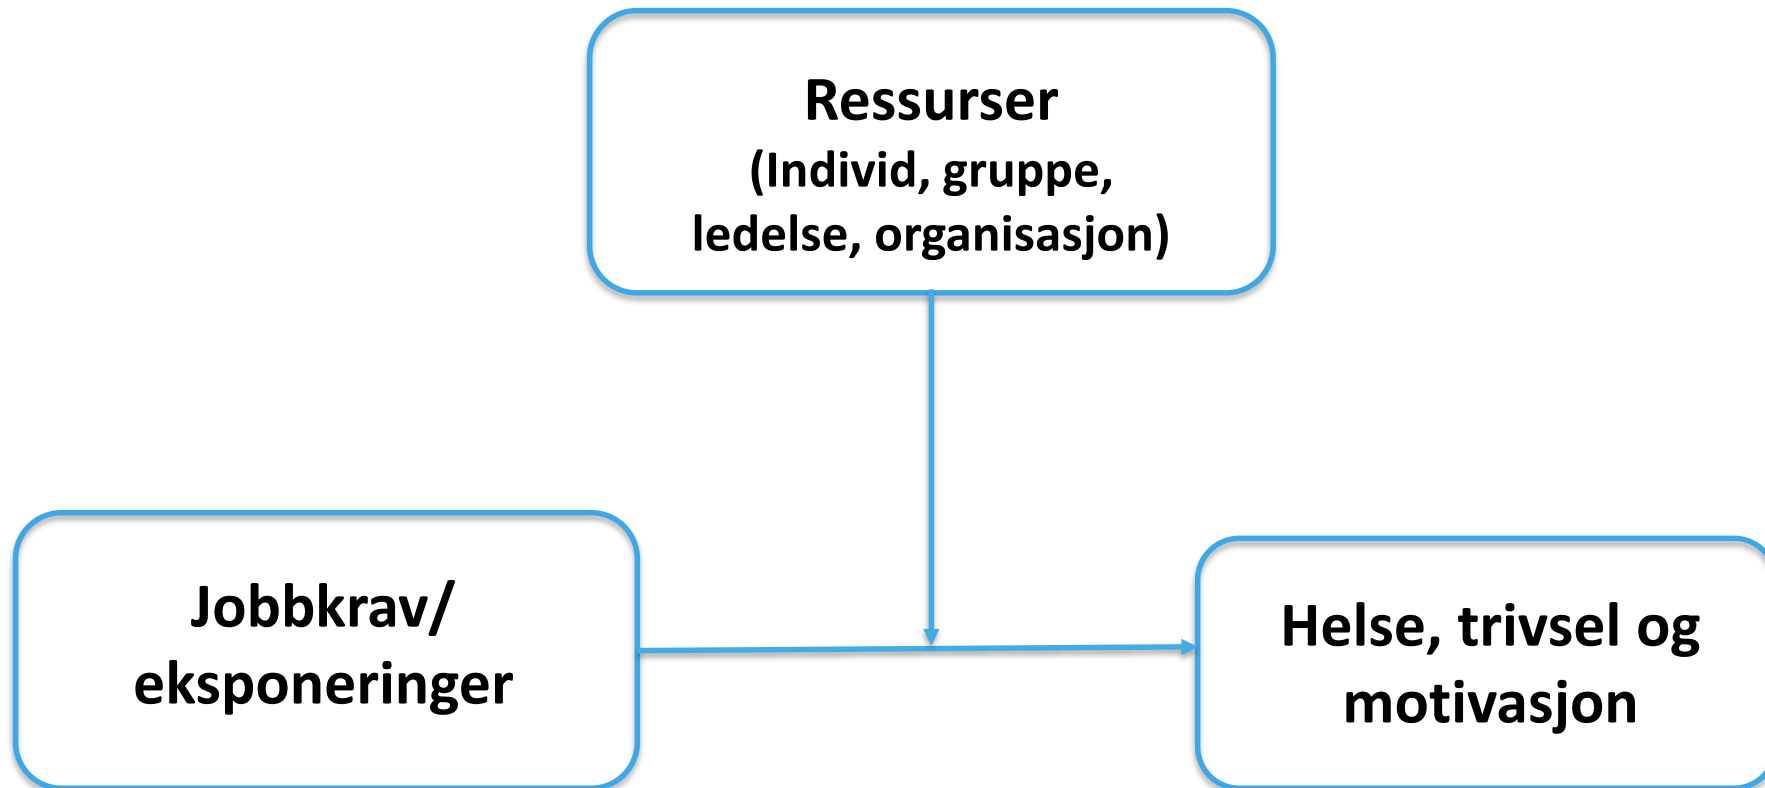 Ressurser
(Individ, gruppe,
ledelse, organisasjon)
Jobbkrav/
eksponeringer
Helse, trivsel og
motivasjon